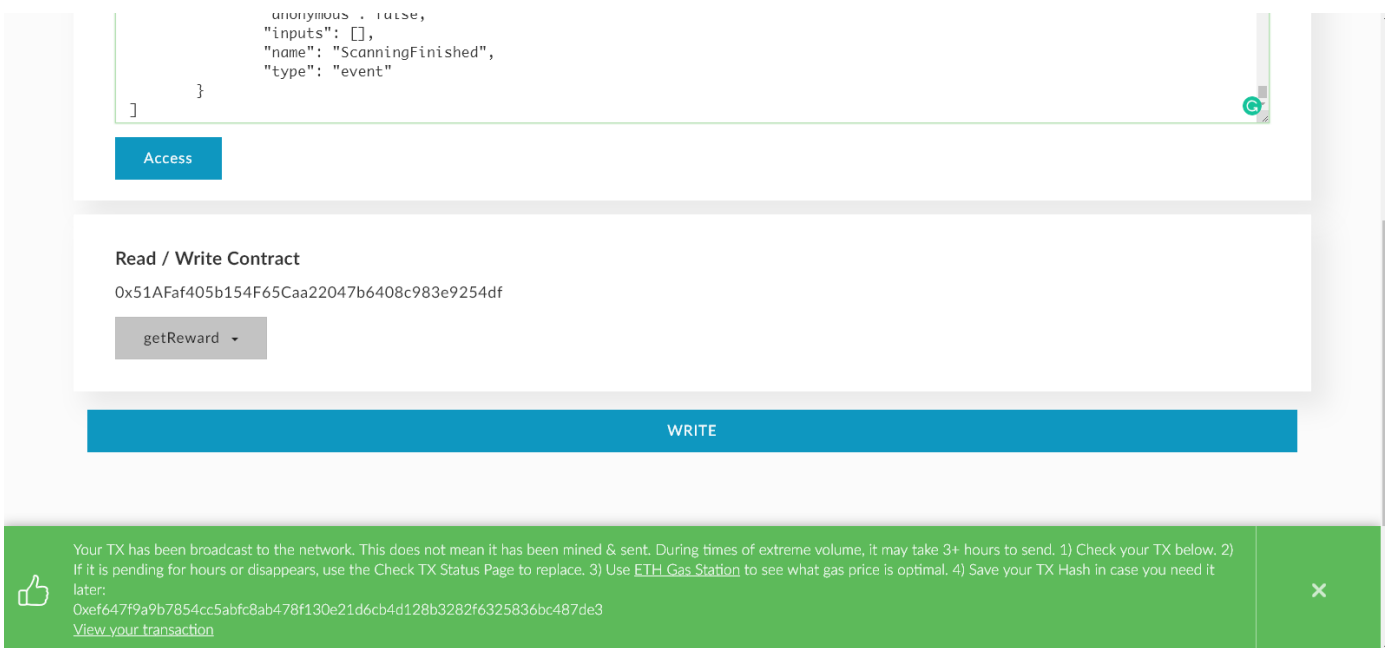 "anonymous": false,
"inputs": [],
"name": "ScanningFinished",
"type": "event"
}
]
Access
Read / Write Contract
0x51AFaf405b154F65Caa22047b6408c983e9254df
getReward
WRITE
Your TX has been broadcast to the network. This does not mean it has been mined & sent. During times of extreme volume, it may take 3+ hours to send. 1) Check your TX below. 2)
If it is pending for hours or disappears, use the Check TX Status Page to replace. 3) Use ETH Gas Station to see what gas price is optimal. 4) Save your TX Hash in case you need it
later:
0xef647f9a9b7854cc5abfc8ab478f130e21d6cb4d128b3282f6325836bc487de3
View your transaction